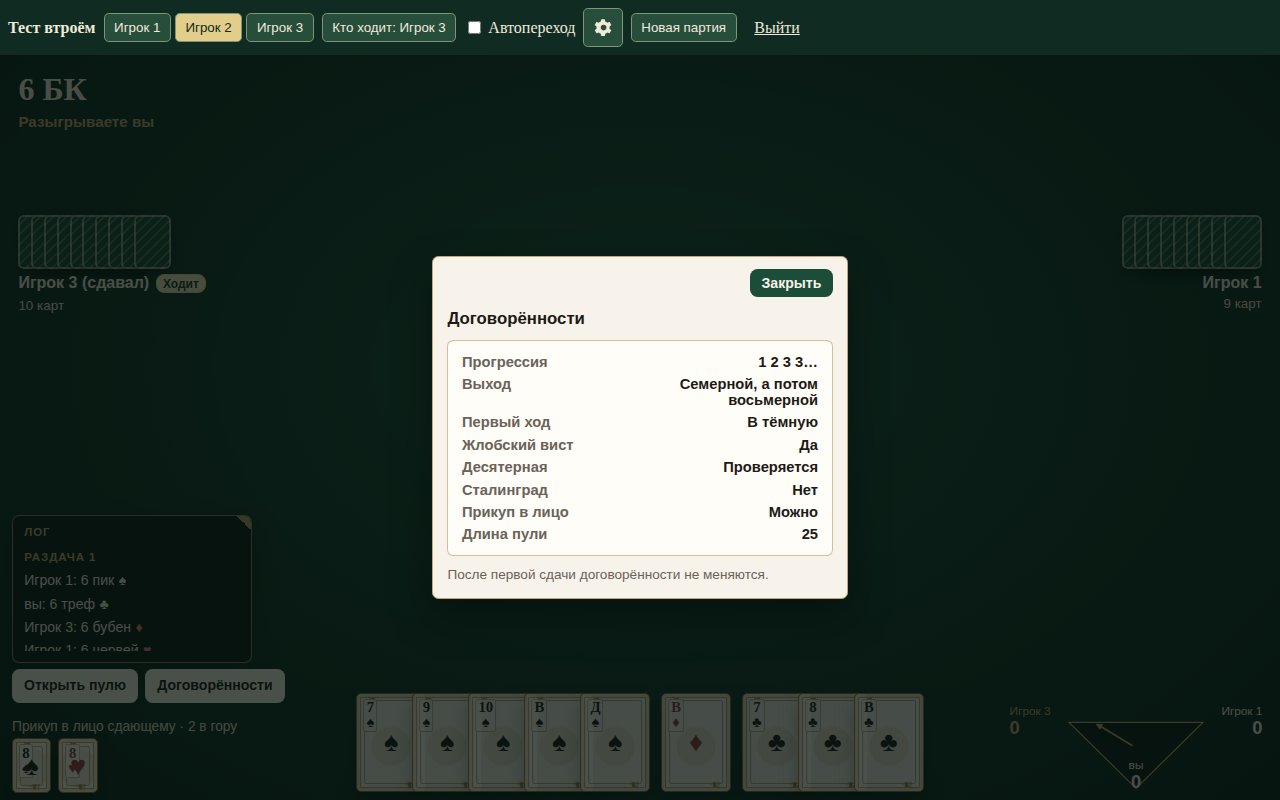 Тест втроём Игрок 1 Игрок 2 Игрок 3 Кто ходит: Игрок 3 Автопереход Новая партия Выйти
6 БК
Разыгрываете вы
Игрок 3 (сдавал) Ходит
10 карт
Игрок 1
9 карт
Закрыть
Договорённости
Прогрессия 1 2 3 3…
Выход Семерной, а потом
восьмерной
Первый ход В тёмную
Жлобский вист Да
Десятерная Проверяется
Сталинград Нет
Прикуп в лицо Можно
Длина пули 25
После первой сдачи договорённости не меняются.
ЛОГ
РАЗДАЧА 1
Игрок 1: 6 пик ♠
вы: 6 треф ♣
Игрок 3: 6 бубен ♦
Игрок 1: 6 червей ♥
Открыть пулю Договорённости
Прикуп в лицо сдающему · 2 в гору
8 8
7 9 10 В Д В 7 8 В
Игрок 3
0
Игрок 1
0
вы
0